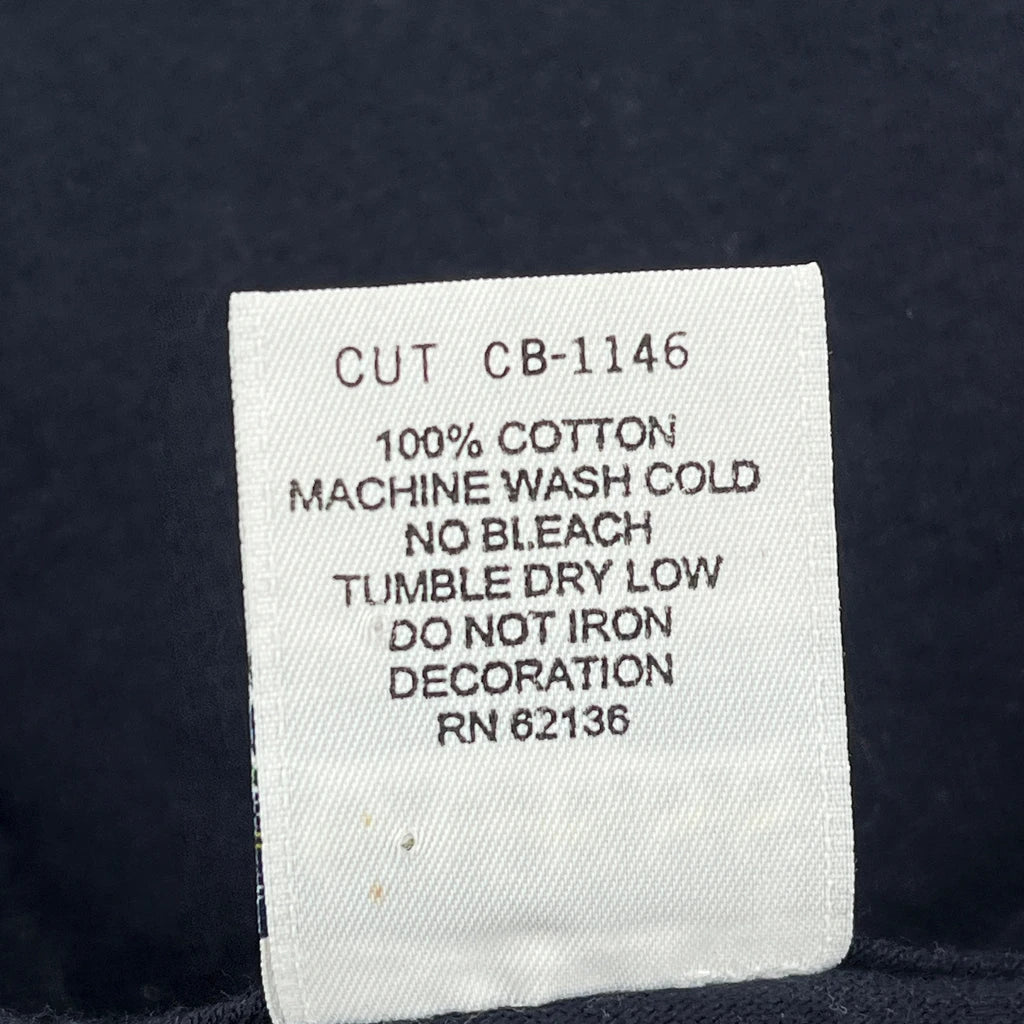 CUT CB-1146
100% COTTON
MACHINE WASH COLD
NO BLEACH
TUMBLE DRY LOW
DO NOT IRON
DECORATION
RN 62136